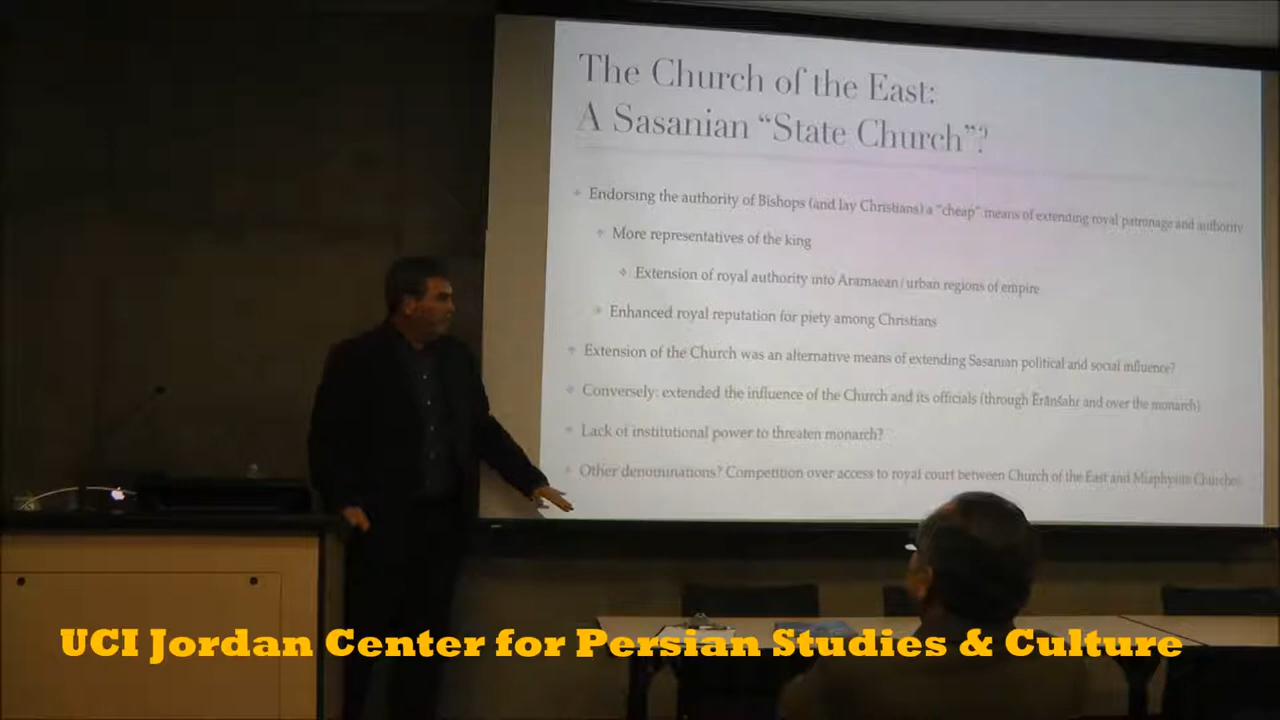 The Church of the East:
A Sasanian “State Church”?
Endorsing the authority of Bishops (and lay Christians) a “cheap” means of extending royal patronage and authority
More representatives of the king
Extension of royal authority into Aramaean/urban regions of empire
Enhanced royal reputation for piety among Christians
Extension of the Church was an alternative means of extending Sasanian political and social influence?
Conversely: extended the influence of the Church and its officials (through Ērānšahr and over the monarch)
Lack of institutional power to threaten monarch?
Other denominations? Competition over access to royal court between Church of the East and Miaphysite Churches
UCI Jordan Center for Persian Studies & Culture